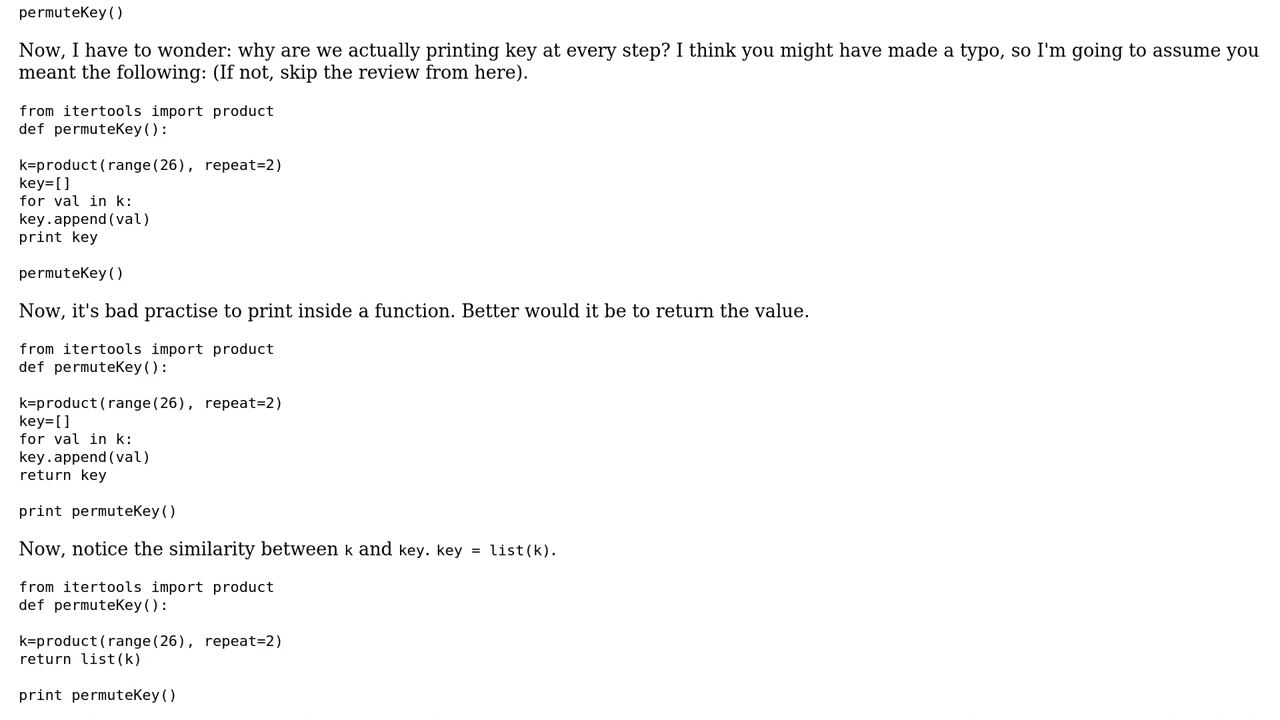 permuteKey()
Now, I have to wonder: why are we actually printing key at every step? I think you might have made a typo, so I'm going to assume you
meant the following: (If not, skip the review from here).
from itertools import product
def permuteKey():
k=product(range(26), repeat=2)
key=[]
for val in k:
key.append(val)
print key
permuteKey()
Now, it's bad practise to print inside a function. Better would it be to return the value.
from itertools import product
def permuteKey():
k=product(range(26), repeat=2)
key=[]
for val in k:
key.append(val)
return key
print permuteKey()
Now, notice the similarity between k and key. key = list(k).
from itertools import product
def permuteKey():
k=product(range(26), repeat=2)
return list(k)
print permuteKey()